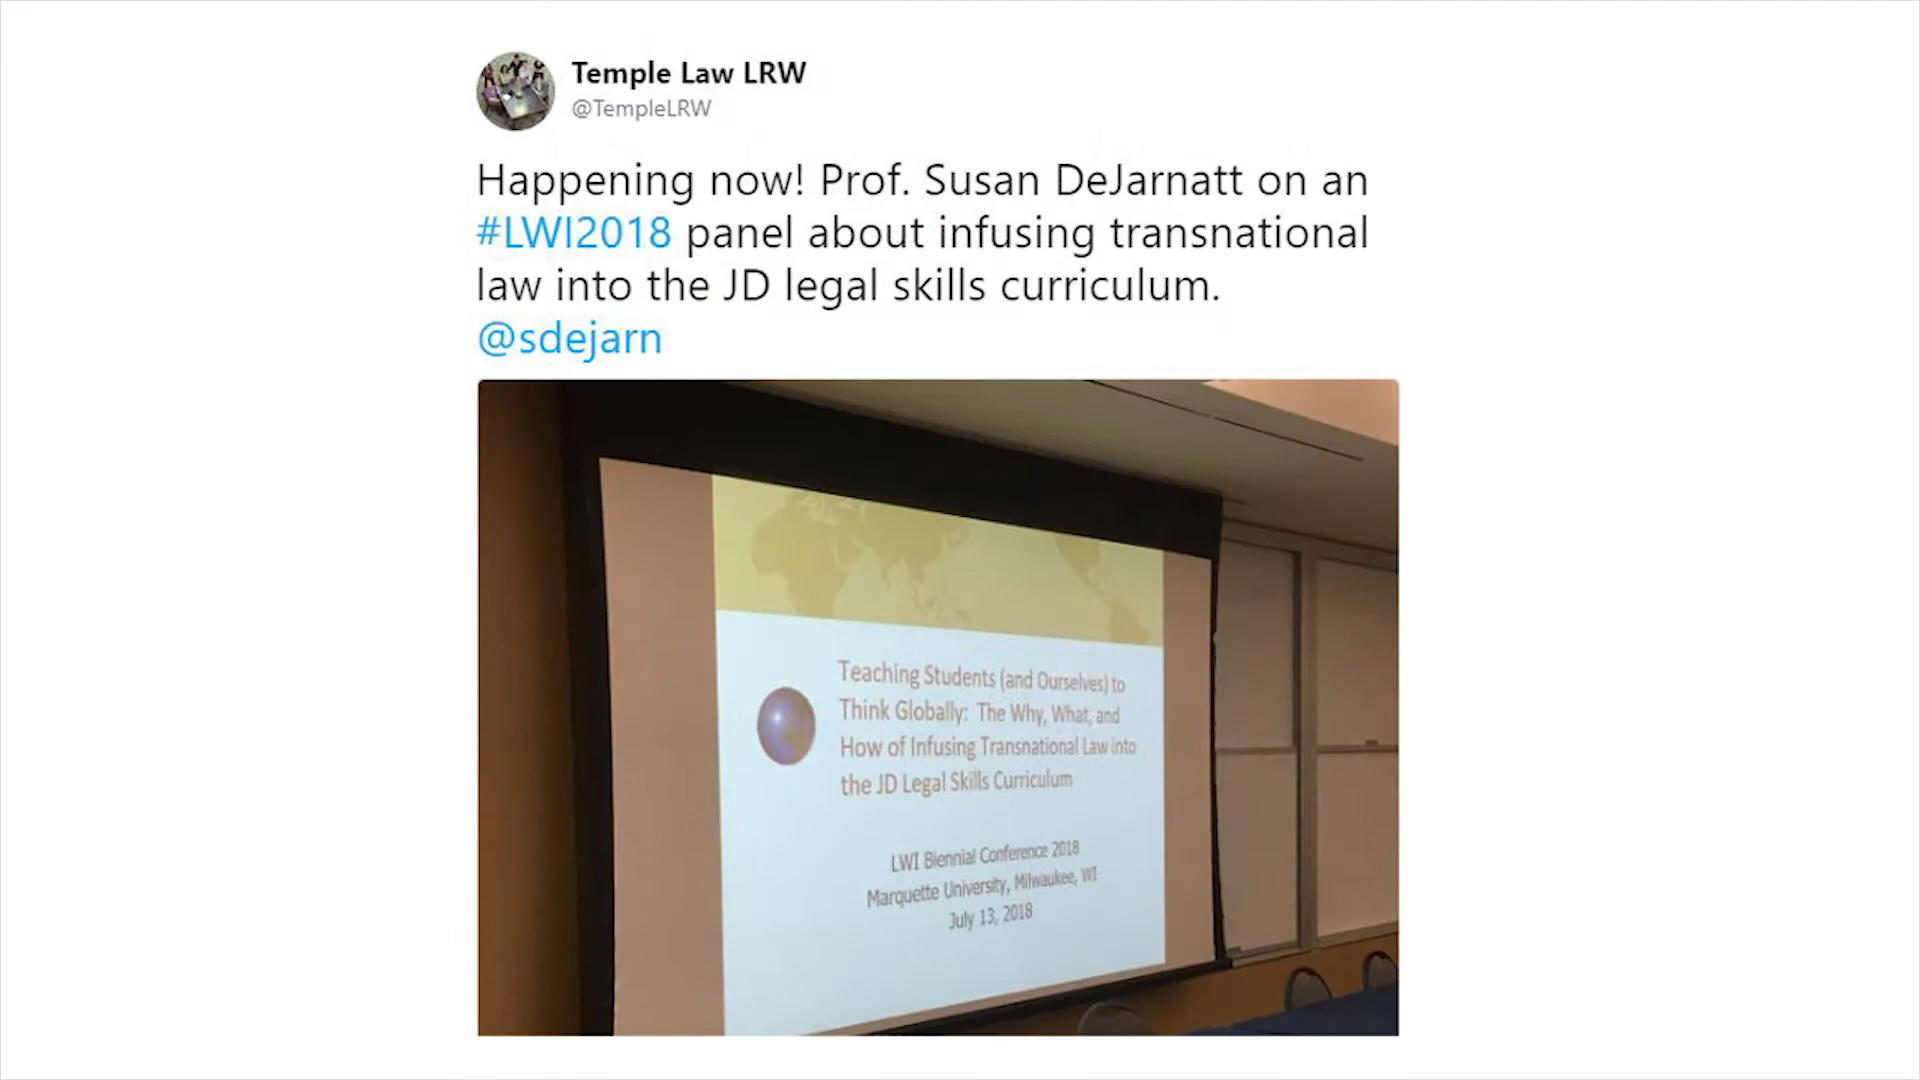 Temple Law LRW
@TempleLRW
Happening now! Prof. Susan DeJarnatt on an
#LWI2018 panel about infusing transnational
law into the JD legal skills curriculum.
@sdejarn
Teaching Students (and Ourselves) to
Think Globally: The Why, What, and
How of Infusing Transnational Law into
the JD Legal Skills Curriculum
LWI Biennial Conference 2018
Marquette University, Milwaukee, WI
July 13, 2018